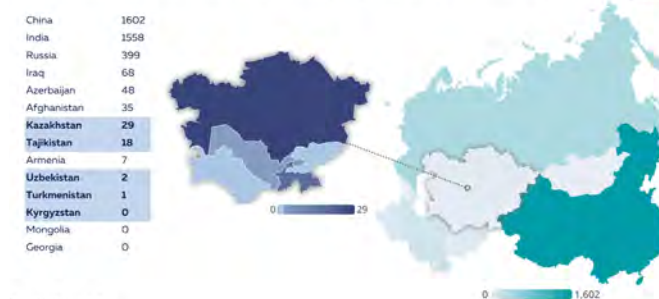 China 1602
India 1558
Russia 399
Iraq 68
Azerbaijan 48
Afghanistan 35
Kazakhstan 29
Tajikistan 18
Armenia 7
Uzbekistan 2
Turkmenistan 1
Kyrgyzstan 0
Mongolia 0
Georgia 0
0 29
0 1,602